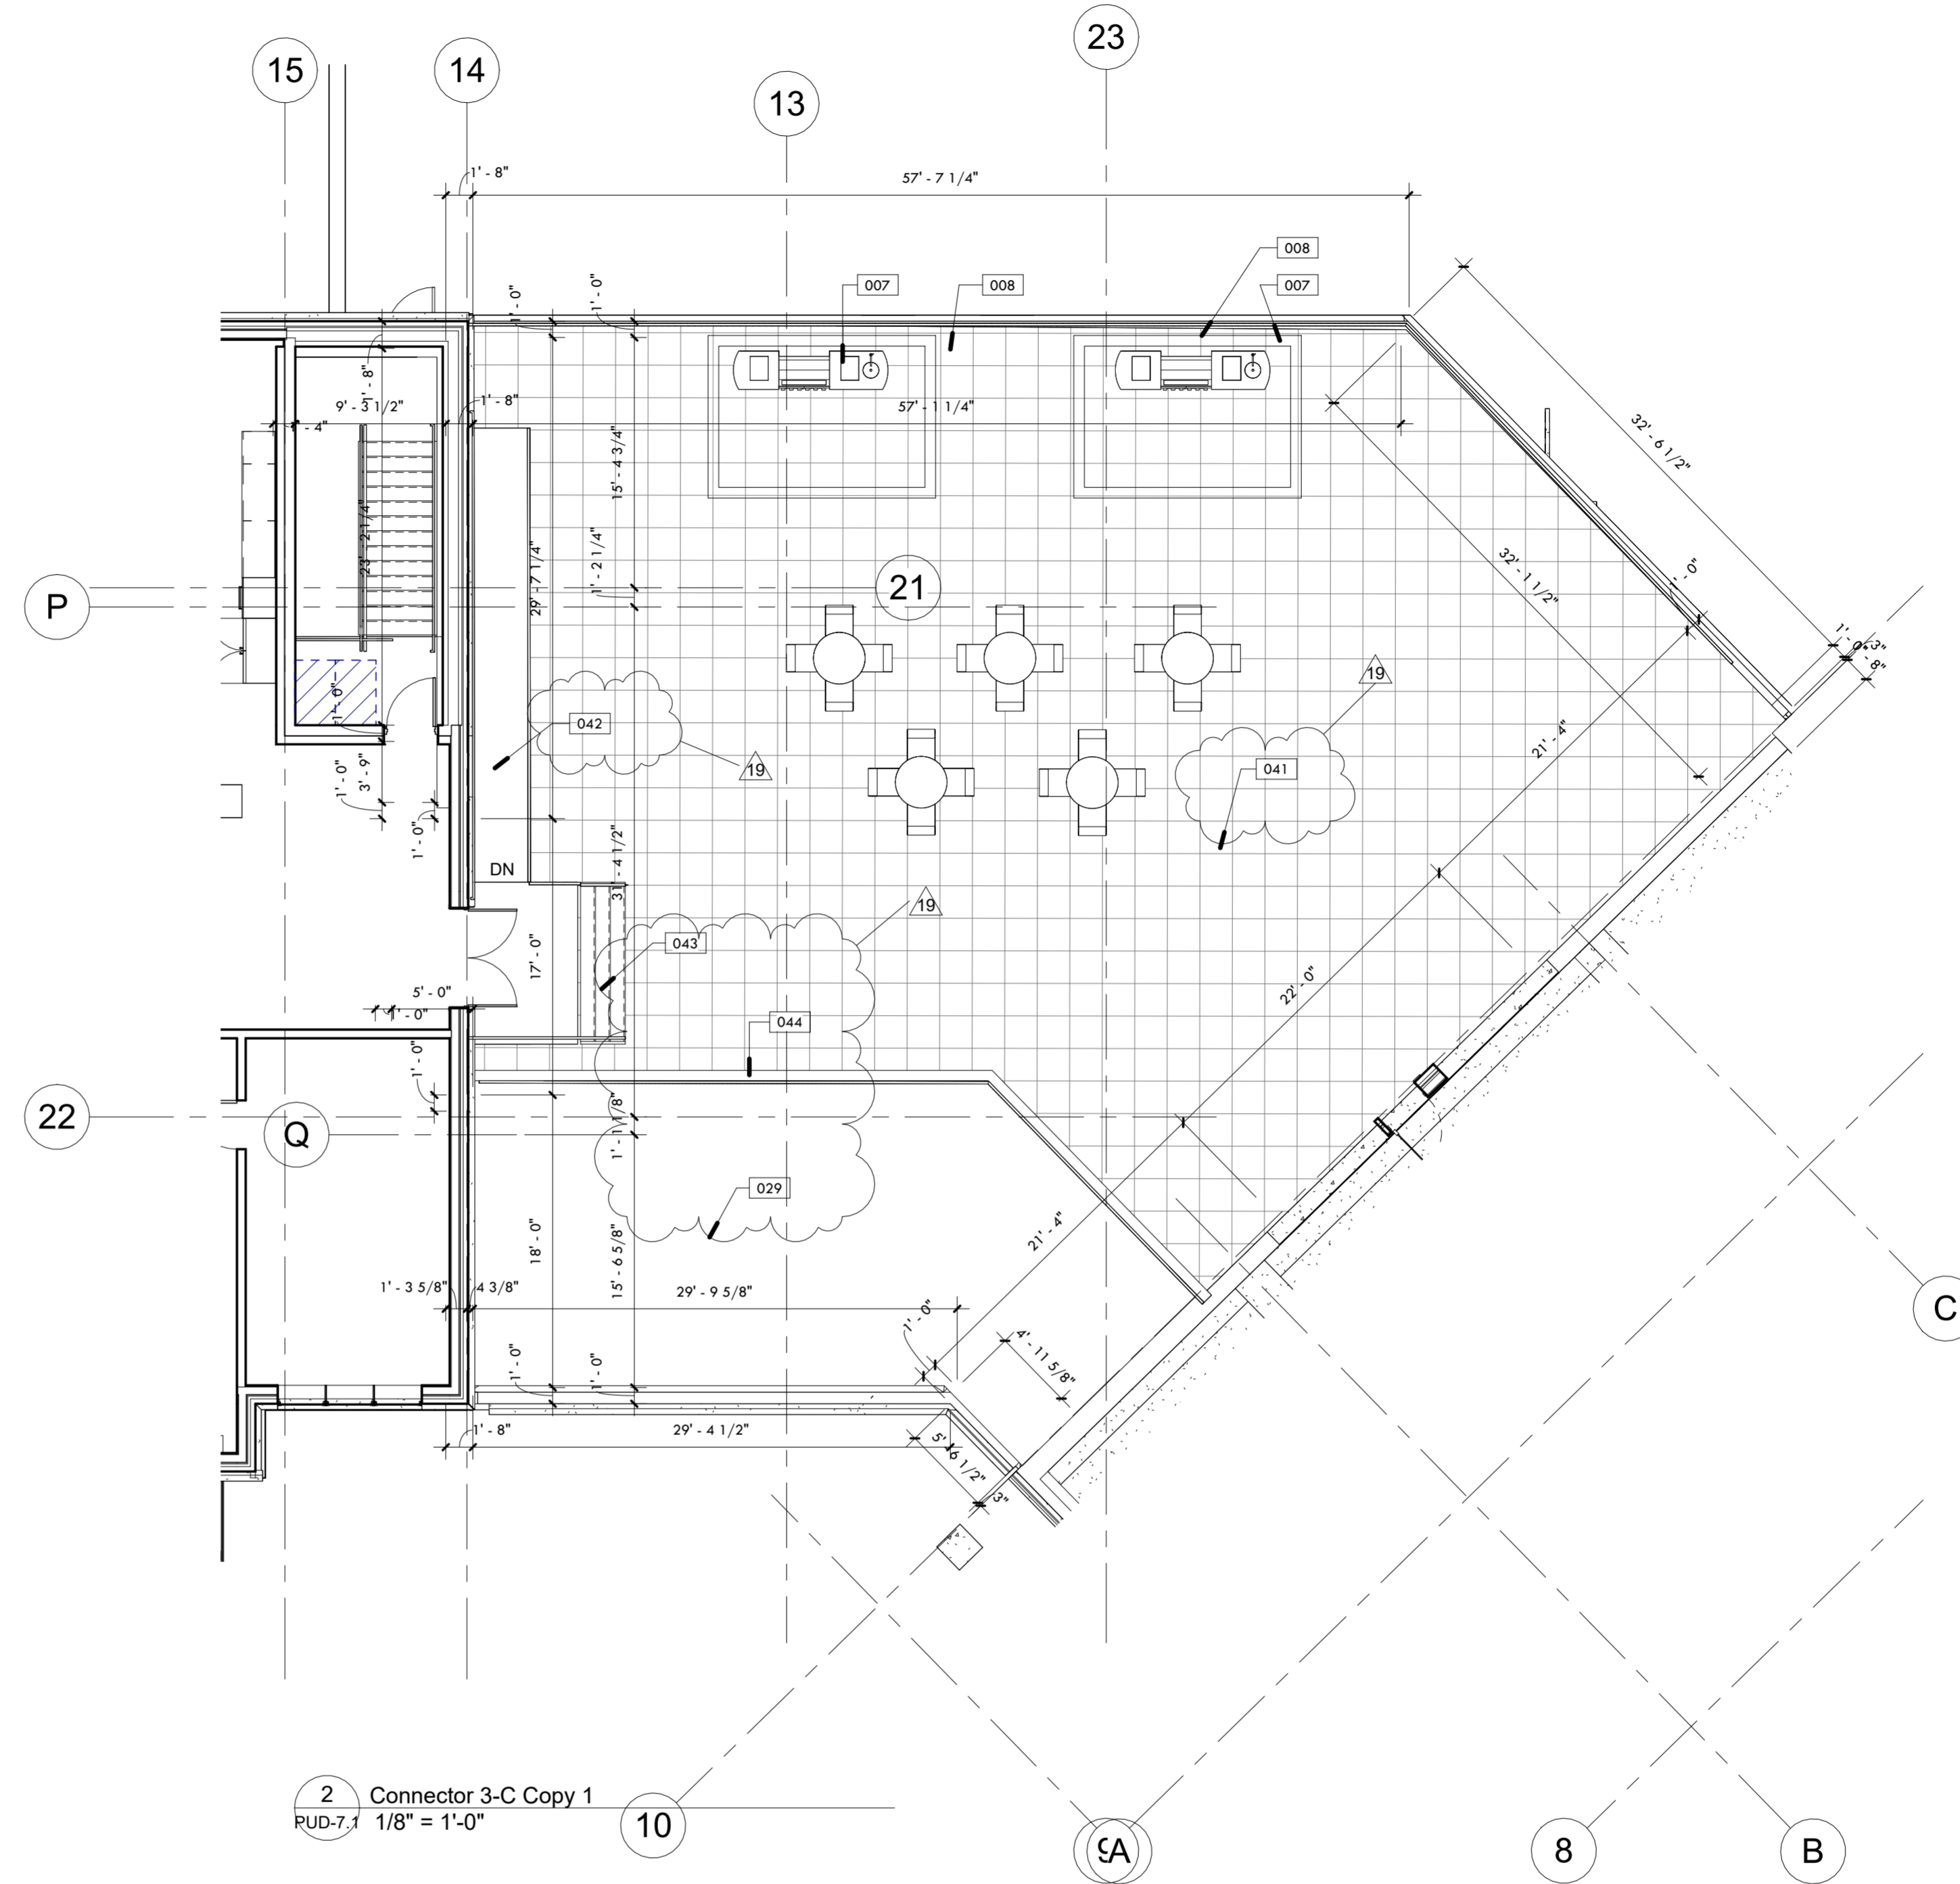 23
15
14
13
1' - 8"
57' - 7 1/4"
008
007
008
007
1' - 0"
1' - 0"
1' - 8"
9' - 3 1/2"
1' - 8"
57' - 1 1/4"
- 4"
32' - 6 1/2"
15' - 4 3/4"
23' - 2 1/4"
29' - 7 1/4"
1' - 2 1/4"
32' - 1 1/2"
1' - 0"
P
21
1' - 0"
3"
- 8"
19
1' - 0"
042
21' - 4"
19
041
1' - 0"
3' - 9"
1' - 0"
DN
31' - 4 1/2"
19
043
17' - 0"
22' - 0"
5' - 0"
1' - 0"
044
1' - 0"
22
Q
1' - 1 1/8"
029
18' - 0"
15' - 6 5/8"
21' - 4"
1' - 3 5/8"
4 3/8"
29' - 9 5/8"
1' - 0"
4' - 11 5/8"
C
1' - 0"
1' - 0"
1' - 8"
29' - 4 1/2"
5' - 6 1/2"
3"
2
Connector 3-C Copy 1
PUD-7.1
1/8" = 1'-0"
10
A
8
B